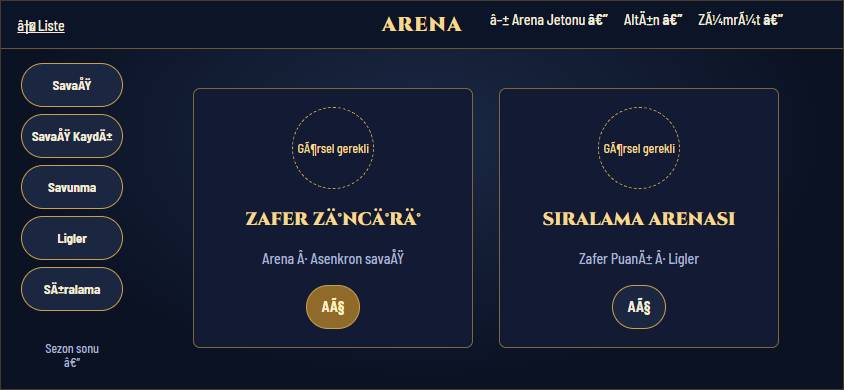 Liste
ARENA
â–± Arena Jetonu â€” AltÄ±n â€” ZÃ¼mrÃ¼t â€”
SavaÅŸ
SavaÅŸ KaydÄ±
Savunma
Ligler
SÄ±ralama
Sezon sonu
â€”
GÃ¶rsel gerekli
ZAFER ZÄ°NCÄ°RÄ°
Arena Â· Asenkron savaÅŸ
AÃ§
GÃ¶rsel gerekli
SIRALAMA ARENASI
Zafer PuanÄ± Â· Ligler
AÃ§